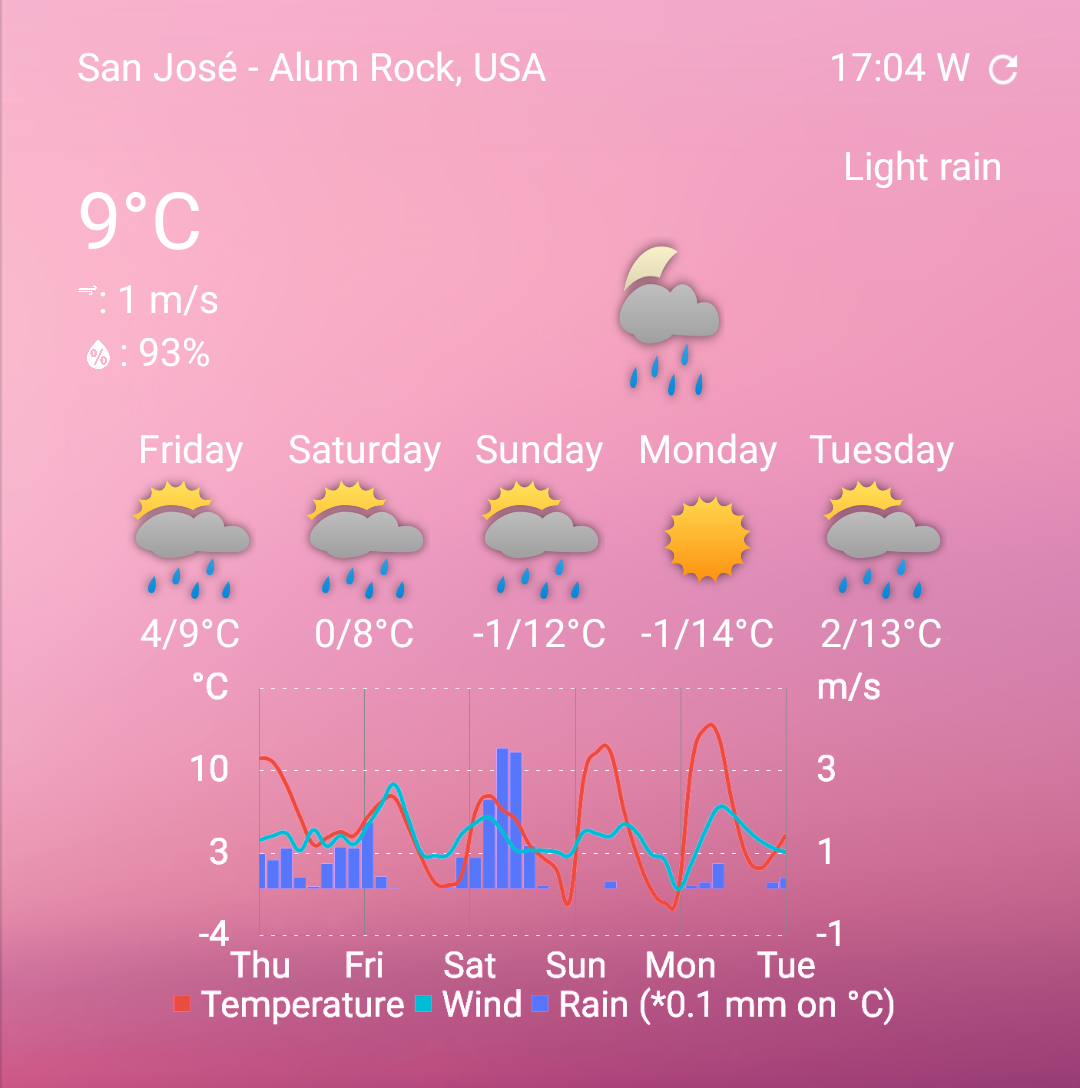 San José - Alum Rock, USA 17:04 W
Light rain
9°C
: 1 m/s
% : 93%
Friday Saturday Sunday Monday Tuesday
4/9°C 0/8°C -1/12°C -1/14°C 2/13°C
°C m/s
10 3
3 1
-4 -1
Thu Fri Sat Sun Mon Tue
Temperature Wind Rain (*0.1 mm on °C)